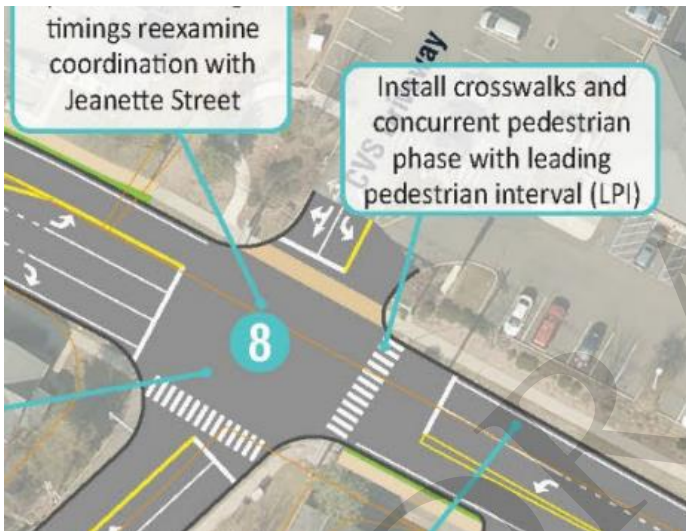 timings reexamine
coordination with
Jeanette Street
CVS
Install crosswalks and
concurrent pedestrian
phase with leading
pedestrian interval (LPI)
8